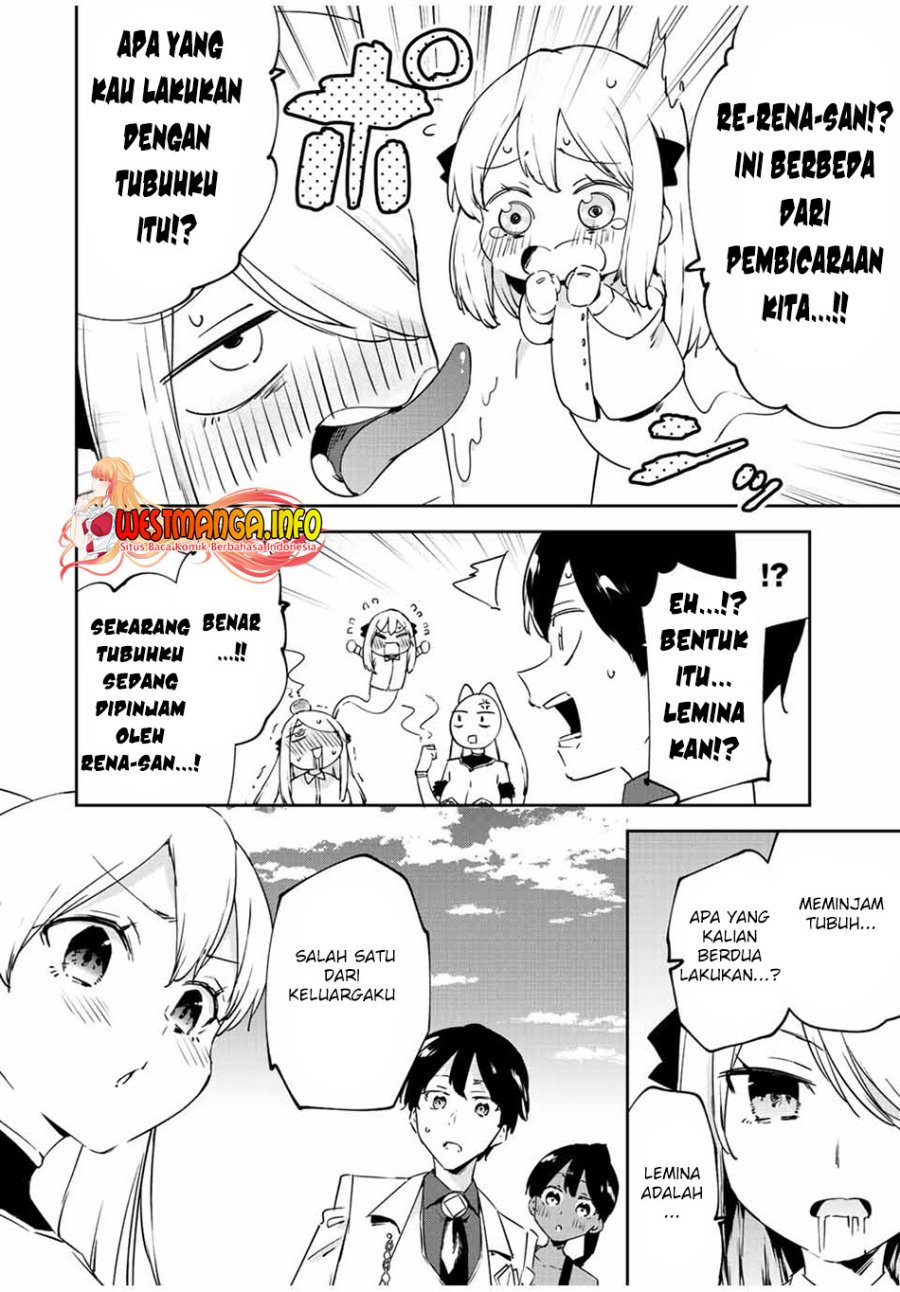 RE-RENA-SAN!?
INI BERBEDA
DARI
PEMBICARAAN
KITA...!!
ポロ
APA YANG
KAU LAKUKAN
DENGAN
TUBUHKU
ITU!?
WESTMANGA.INFO
Situs Baca Komik Berbahasa Indonesia
!?
EH...!?
BENTUK
ITU...
LEMINA
KAN!?
BENAR
...!!
SEKARANG
TUBUHKU
SEDANG
DIPINJAM
OLEH
RENA-SAN...!
MEMINJAM
TUBUH...
APA YANG
KALIAN
BERDUA
LAKUKAN...?
LEMINA
ADALAH
...
SALAH SATU
DARI
KELUARGAKU